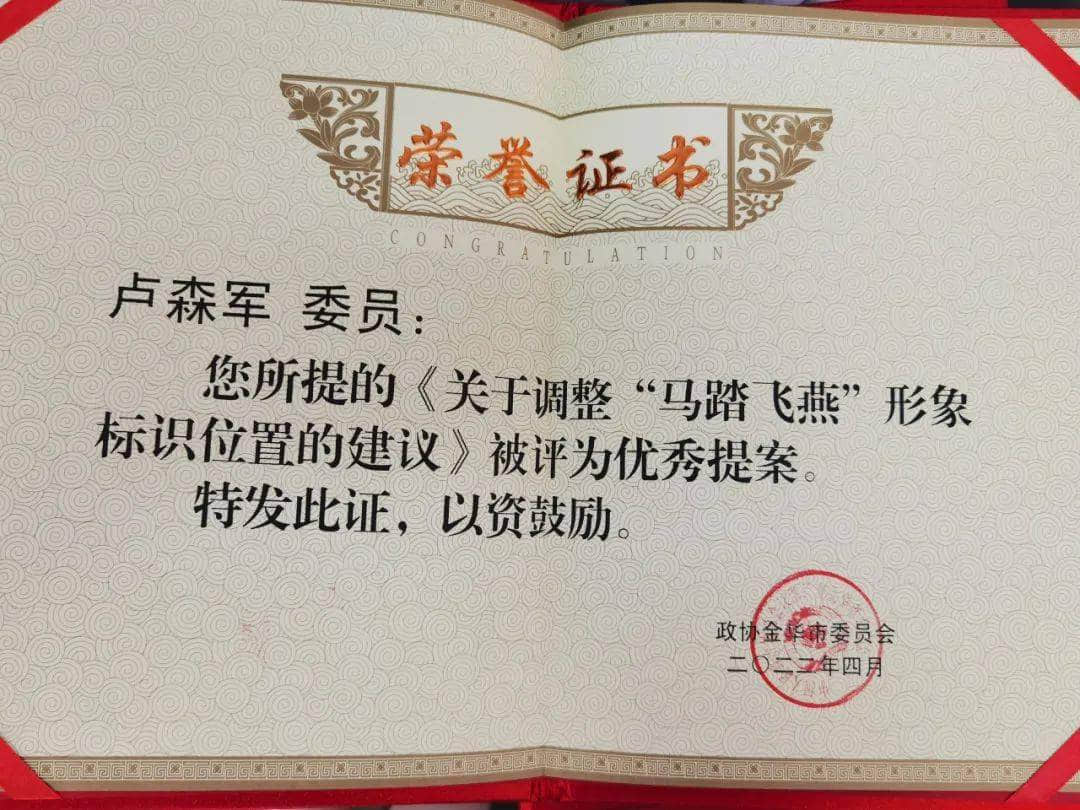 荣誉证书
CONGRATULATION
卢森军 委员：
您所提的《关于调整“马踏飞燕”形象
标识位置的建议》被评为优秀提案。
特发此证，以资鼓励。
政协金华市委员会
二〇二二年四月